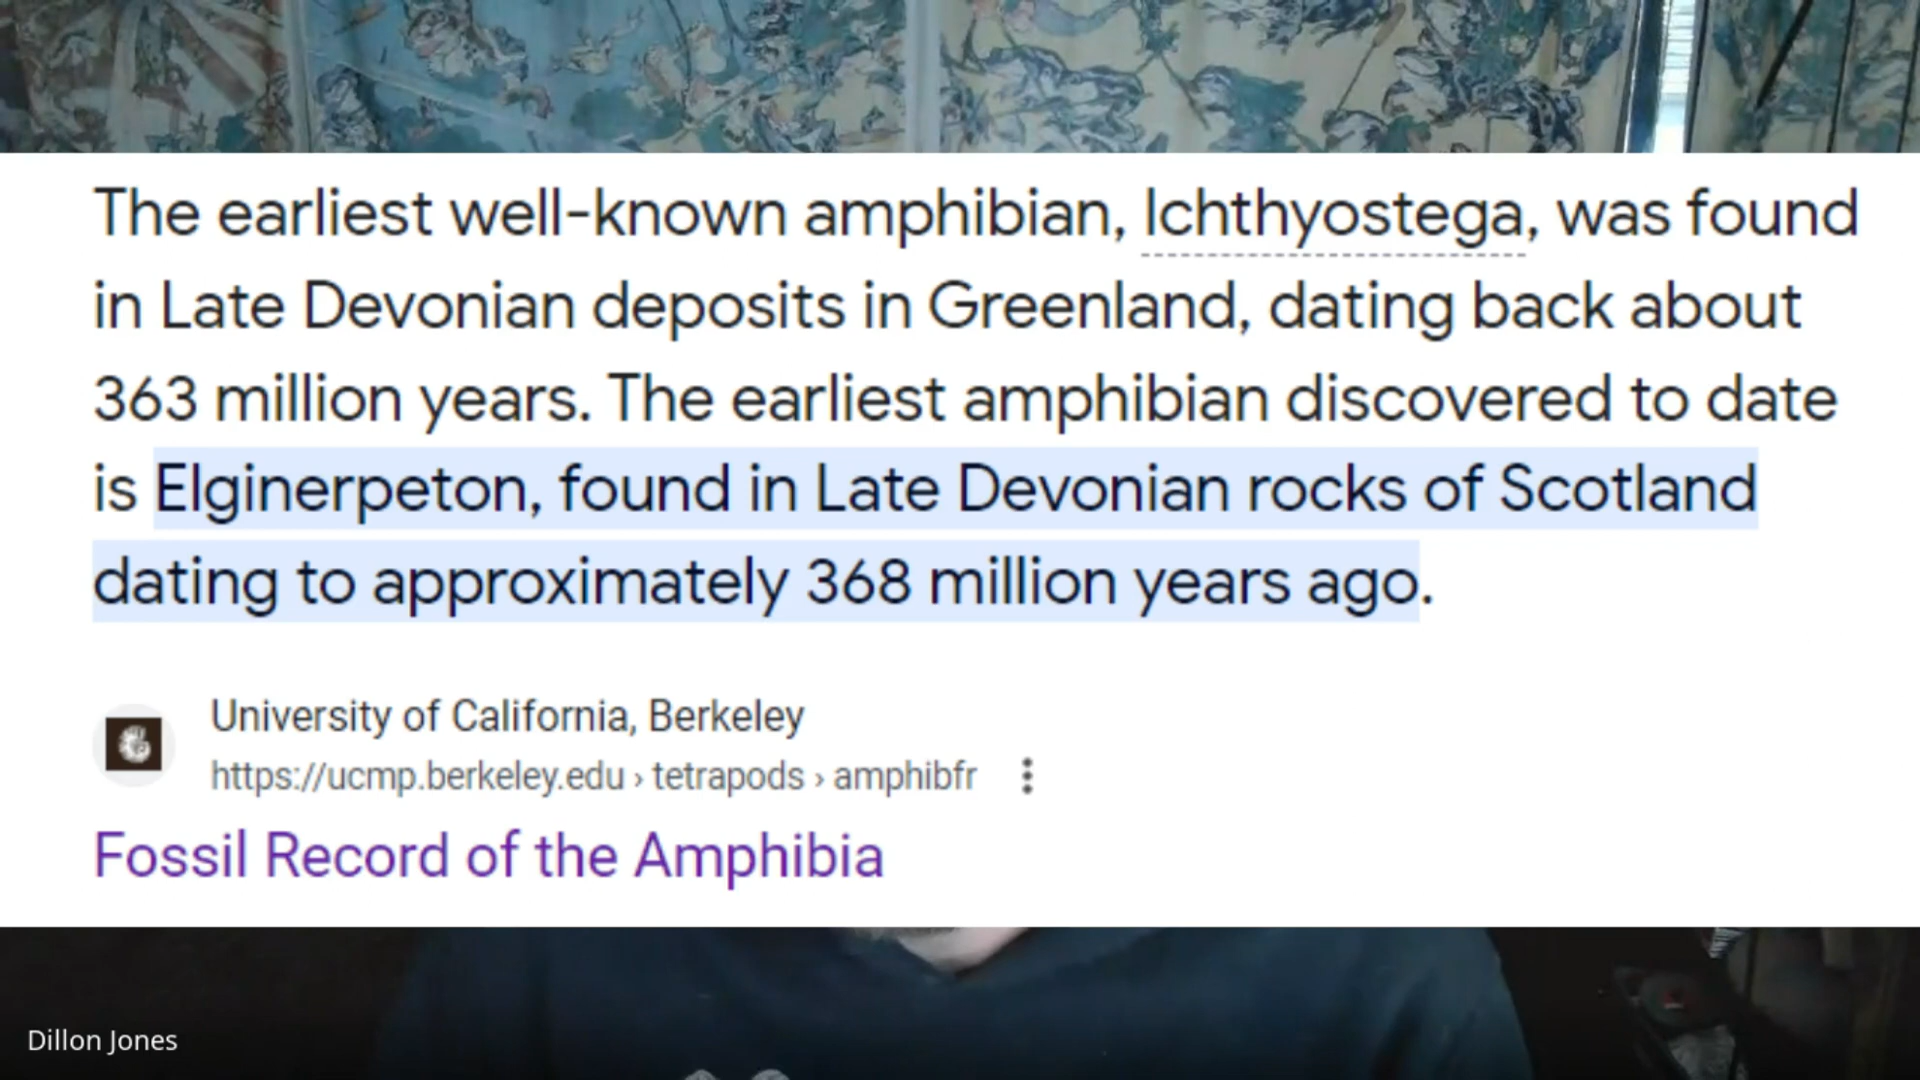 The earliest well-known amphibian, Ichthyostega, was found
in Late Devonian deposits in Greenland, dating back about
363 million years. The earliest amphibian discovered to date
is Elginerpeton, found in Late Devonian rocks of Scotland
dating to approximately 368 million years ago.
University of California, Berkeley
https://ucmp.berkeley.edu › tetrapods › amphibfr
Fossil Record of the Amphibia
Dillon Jones